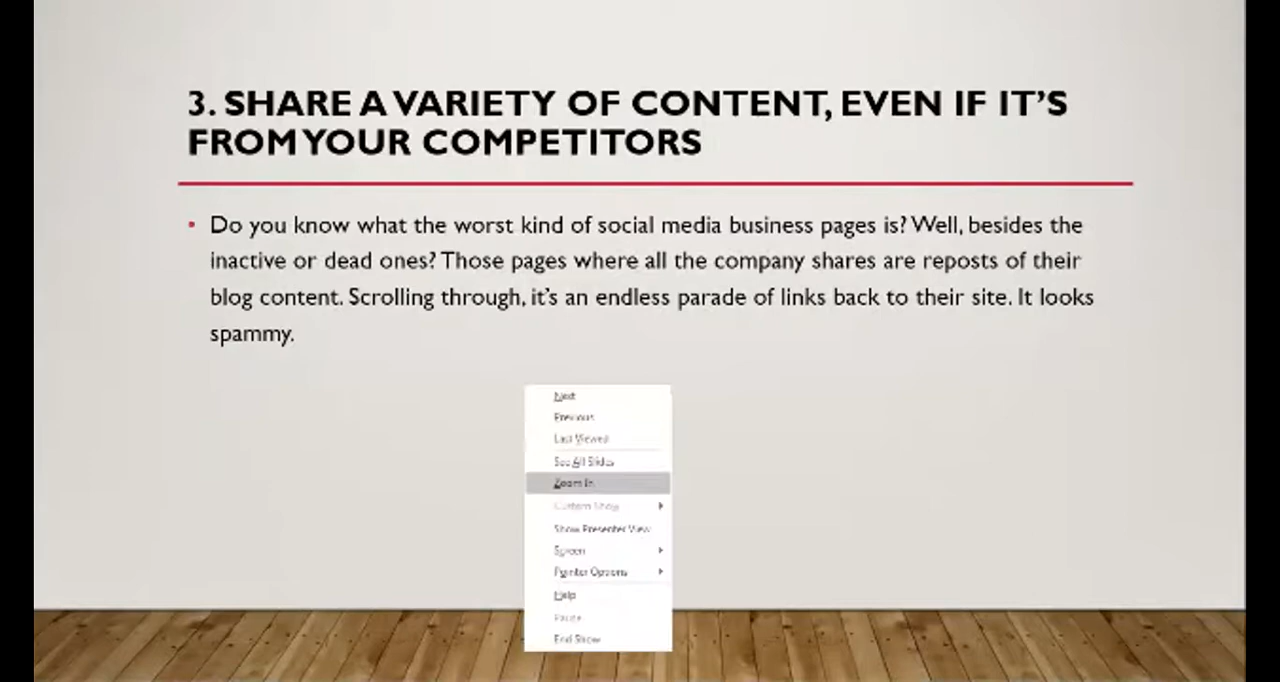 3. SHARE A VARIETY OF CONTENT, EVEN IF IT’S
FROM YOUR COMPETITORS
• Do you know what the worst kind of social media business pages is? Well, besides the
inactive or dead ones? Those pages where all the company shares are reposts of their
blog content. Scrolling through, it’s an endless parade of links back to their site. It looks
spammy.
Next
Previous
Last Viewed
See All Slides
Zoom In
Custom Show
Show Presenter View
Screen
Pointer Options
Help
Pause
End Show